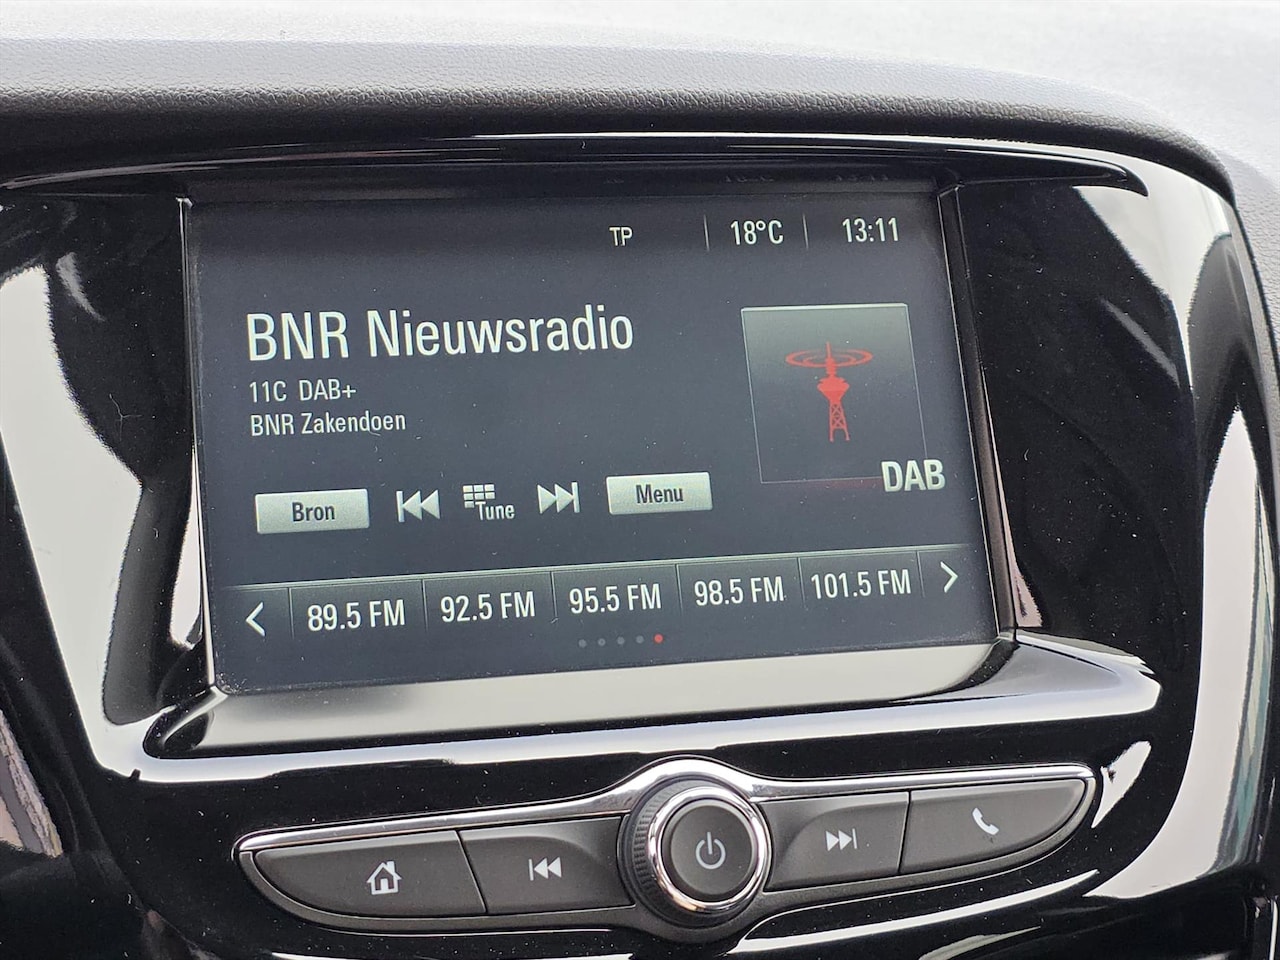 TP 18°C 13:11
BNR Nieuwsradio
11C DAB+
BNR Zakendoen
DAB
Bron Tune Menu
89.5 FM 92.5 FM 95.5 FM 98.5 FM 101.5 FM